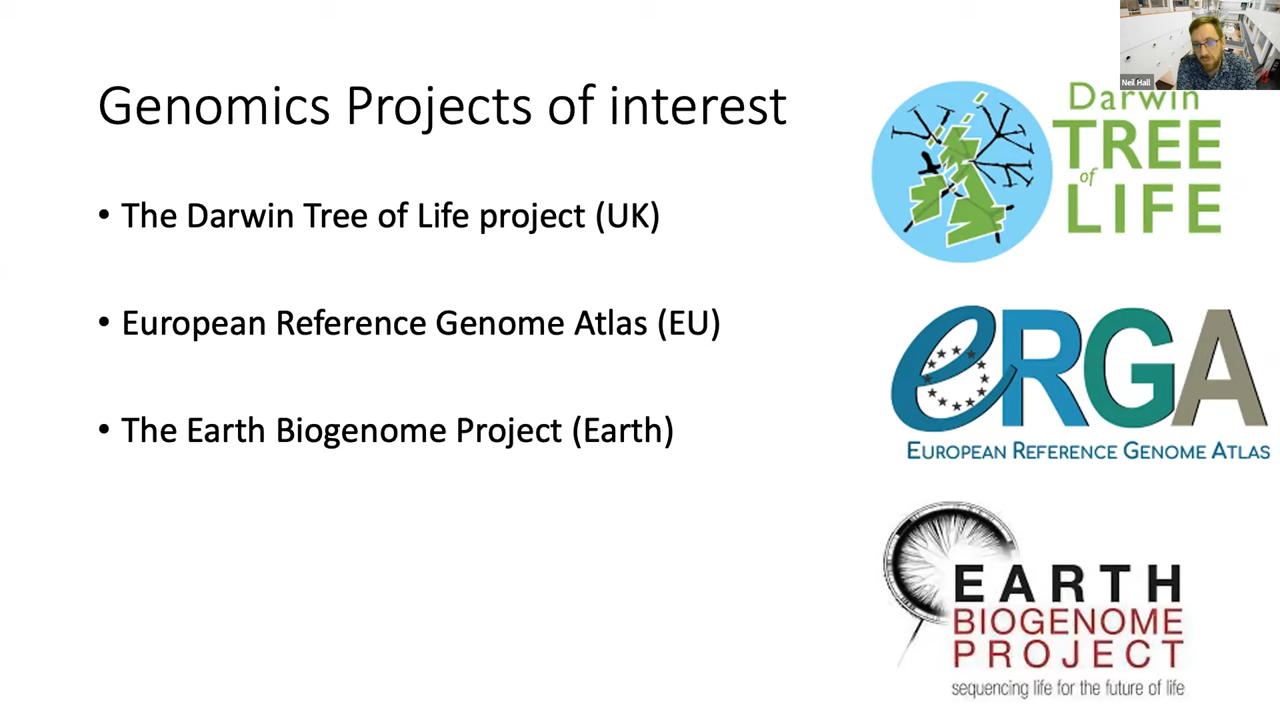 Neil Hall
Genomics Projects of interest
• The Darwin Tree of Life project (UK)
• European Reference Genome Atlas (EU)
• The Earth Biogenome Project (Earth)
Darwin
TREE
of
LIFE
eRGA
EUROPEAN REFERENCE GENOME ATLAS
EARTH
BIOGENOME
PROJECT
sequencing life for the future of life